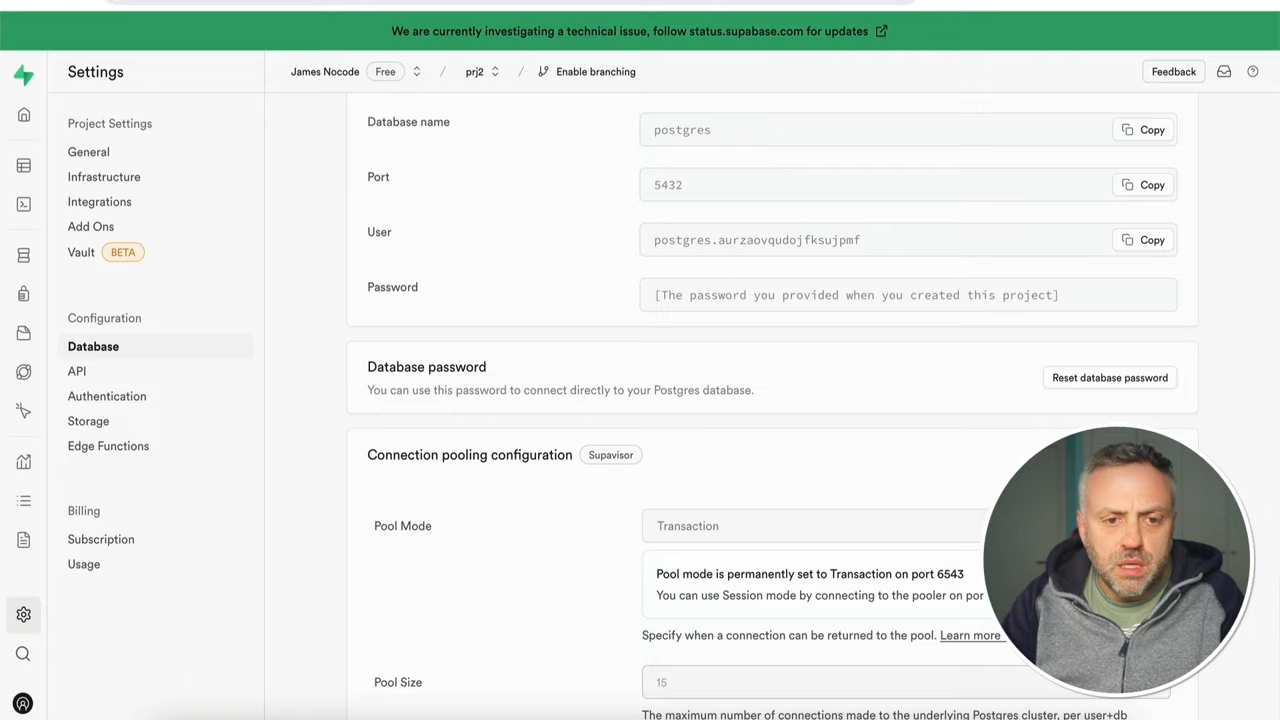 We are currently investigating a technical issue, follow status.supabase.com for updates
Settings
James Nocode Free / prj2 / Enable branching
Feedback
Project Settings
General
Infrastructure
Integrations
Add Ons
Vault BETA
Configuration
Database
API
Authentication
Storage
Edge Functions
Billing
Subscription
Usage
Database name
postgres
Copy
Port
5432
Copy
User
postgres.aurzaovqudojfksujpmf
Copy
Password
[The password you provided when you created this project]
Database password
You can use this password to connect directly to your Postgres database.
Reset database password
Connection pooling configuration Supavisor
Pool Mode
Transaction
Pool mode is permanently set to Transaction on port 6543
You can use Session mode by connecting to the pooler on por
Specify when a connection can be returned to the pool. Learn more
Pool Size
15
The maximum number of connections made to the underlying Postgres cluster, per user+db